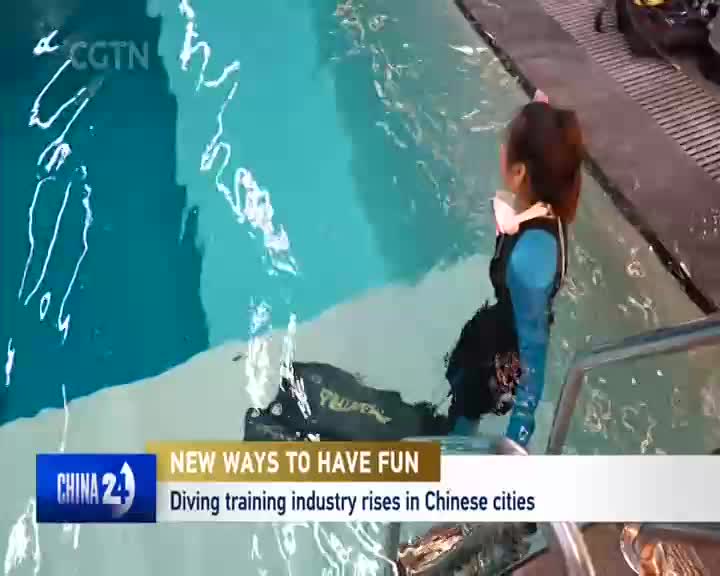 CGTN
NEW WAYS TO HAVE FUN
CHINA 24
Diving training industry rises in Chinese cities